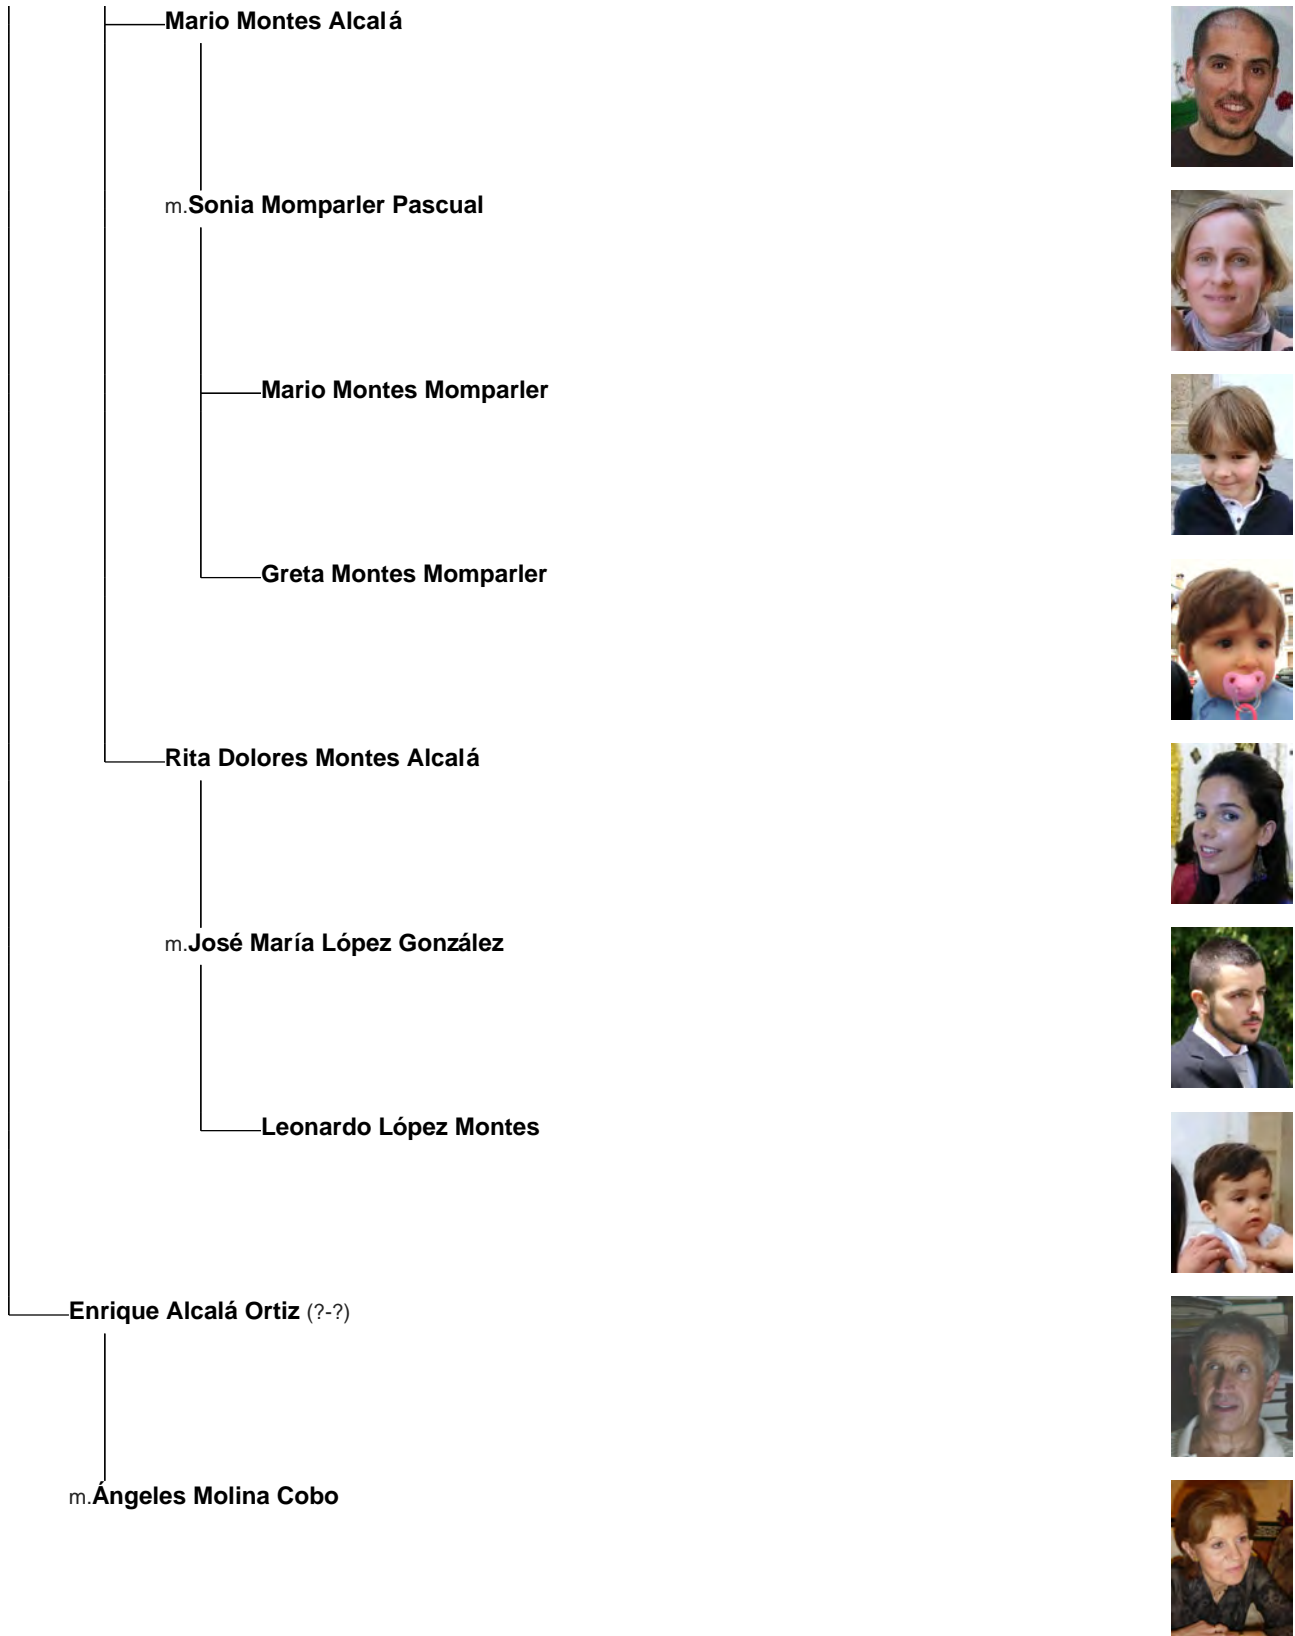 Mario Montes Alcalá
m.Sonia Momparler Pascual
Mario Montes Momparler
Greta Montes Momparler
Rita Dolores Montes Alcalá
m.José María López González
Leonardo López Montes
Enrique Alcalá Ortiz (?-?)
m.Ángeles Molina Cobo